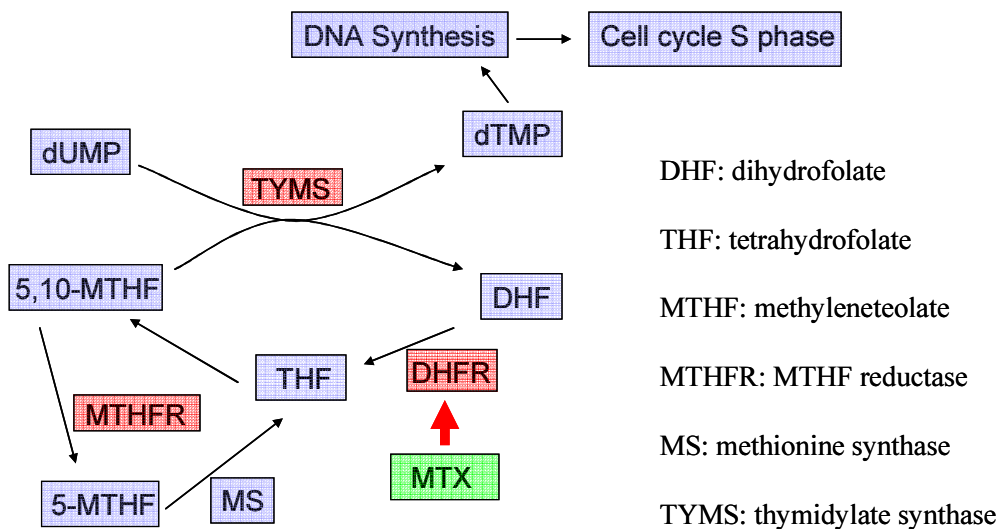 DNA Synthesis
Cell cycle S phase
dUMP
dTMP
TYMS
5,10-MTHF
DHF
THF
DHFR
MTHFR
MTX
5-MTHF
MS
DHF: dihydrofolate
THF: tetrahydrofolate
MTHF: methyleneteolate
MTHFR: MTHF reductase
MS: methionine synthase
TYMS: thymidylate synthase